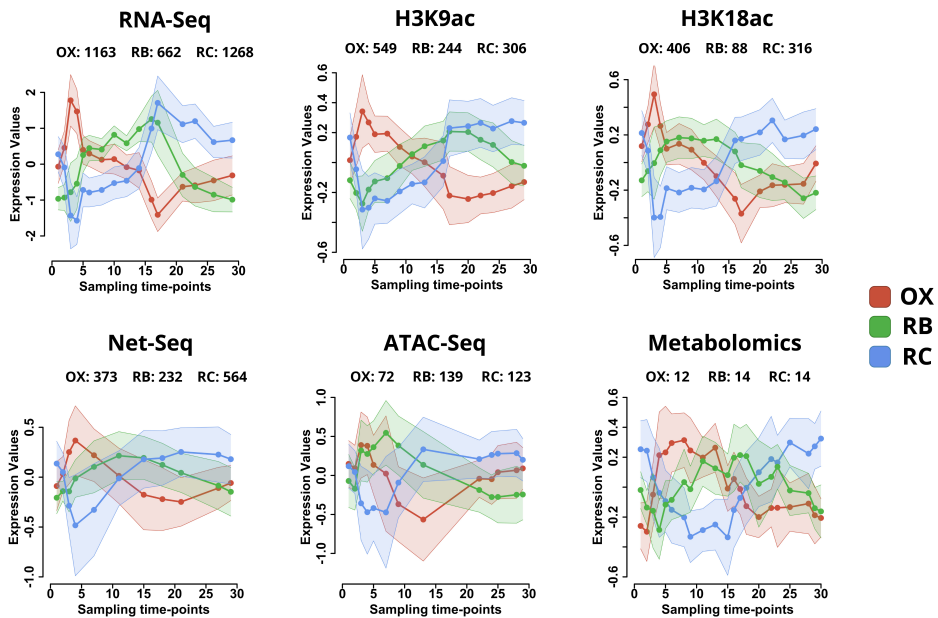 RNA-Seq
OX: 1163 RB: 662 RC: 1268
Expression Values
2
1
0
-1
-2
0 5 10 15 20 25 30
Sampling time-points
H3K9ac
OX: 549 RB: 244 RC: 306
Expression Values
0.6
0.2
-0.2
-0.6
0 5 10 15 20 25 30
Sampling time-points
H3K18ac
OX: 406 RB: 88 RC: 316
Expression Values
0.6
0.2
-0.2
-0.6
0 5 10 15 20 25 30
Sampling time-points
OX
RB
RC
Net-Seq
OX: 373 RB: 232 RC: 564
Expression Values
0.5
0.0
-0.5
-1.0
0 5 10 15 20 25 30
Sampling time-points
ATAC-Seq
OX: 72 RB: 139 RC: 123
Expression Values
1.0
0.5
0.0
-0.5
-1.0
0 5 10 15 20 25 30
Sampling time-points
Metabolomics
OX: 12 RB: 14 RC: 14
Expression Values
0.6
0.2
-0.2
-0.6
0 5 10 15 20 25 30
Sampling time-points